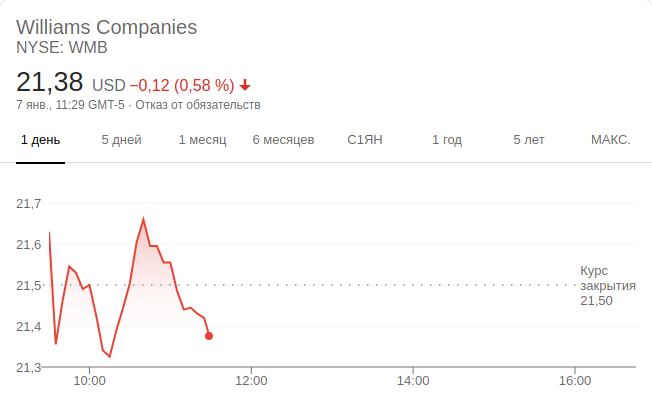 Williams Companies
NYSE: WMB
21,38 USD −0,12 (0,58 %)
7 янв., 11:29 GMT-5 · Отказ от обязательств
1 день 5 дней 1 месяц 6 месяцев С1ЯН 1 год 5 лет МАКС.
21,7
21,6
21,5
21,4
21,3
Курс
закрытия
21,50
10:00 12:00 14:00 16:00